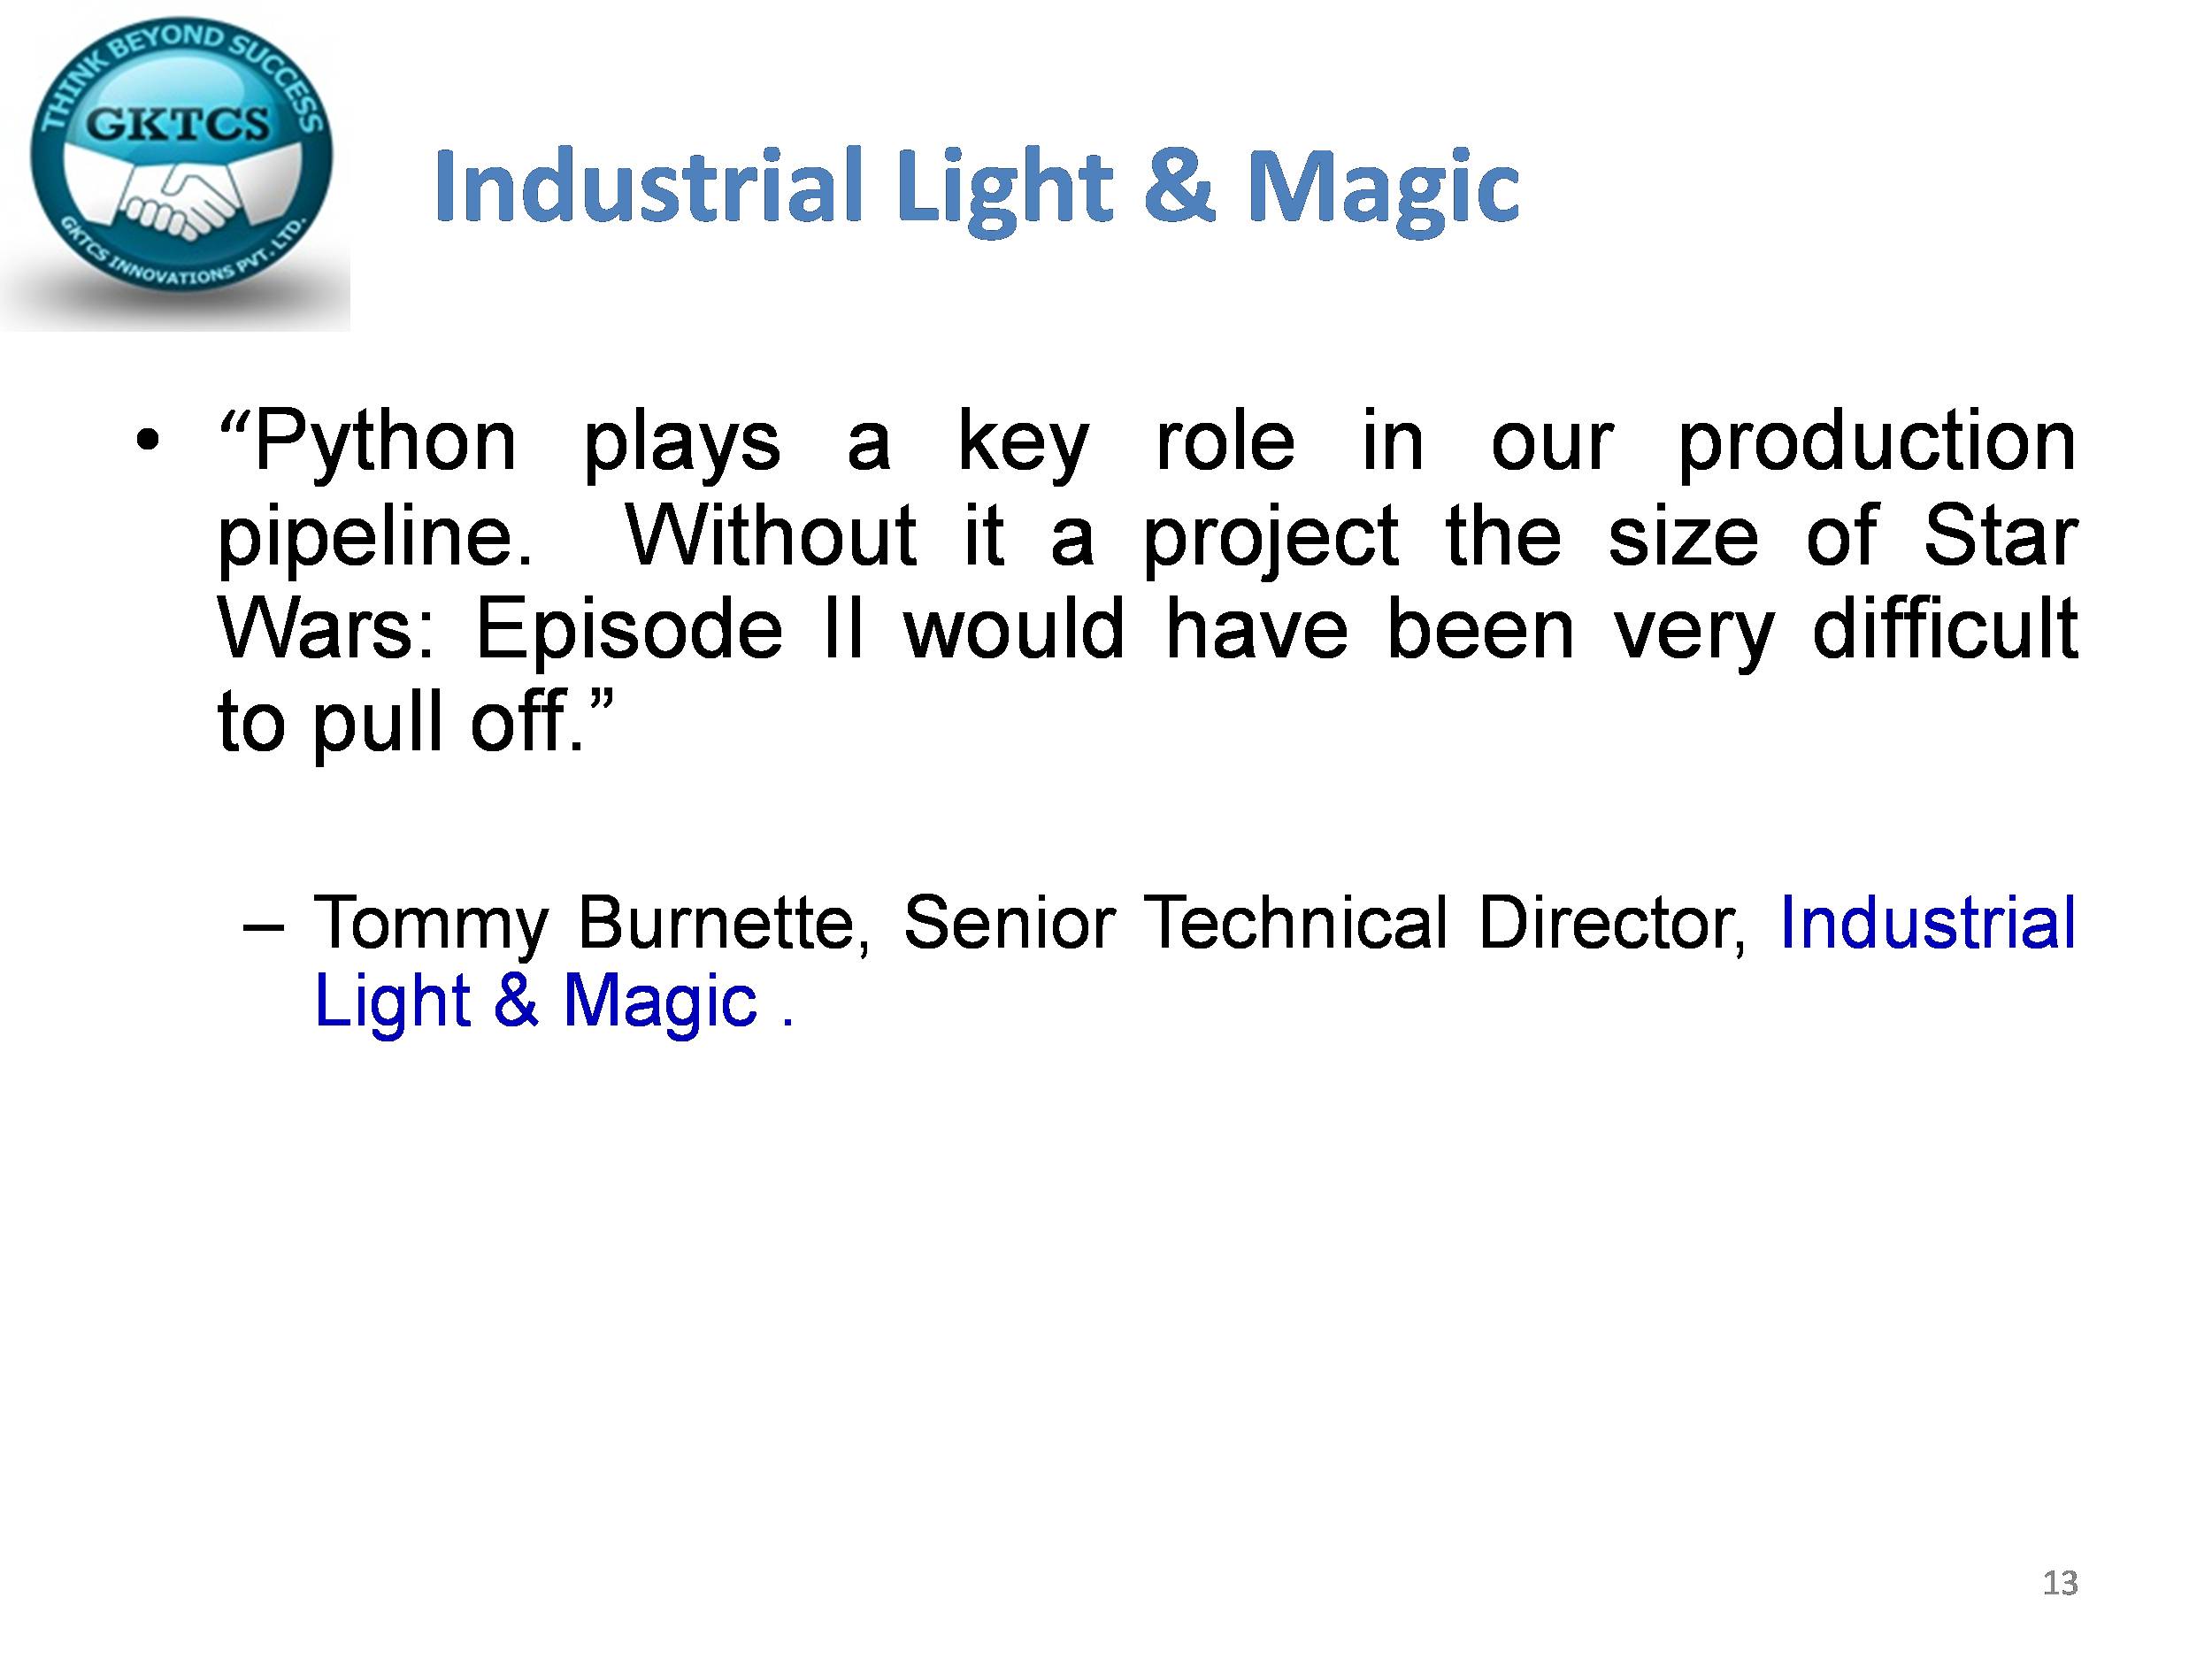 THINK BEYOND SUCCESS
GKTCS
GKTCS INNOVATIONS PVT. LTD.
Industrial Light & Magic
• “Python plays a key role in our production
pipeline.  Without it a project the size of Star
Wars: Episode II would have been very difficult
to pull off.”
– Tommy Burnette, Senior Technical Director, Industrial
Light & Magic .
13